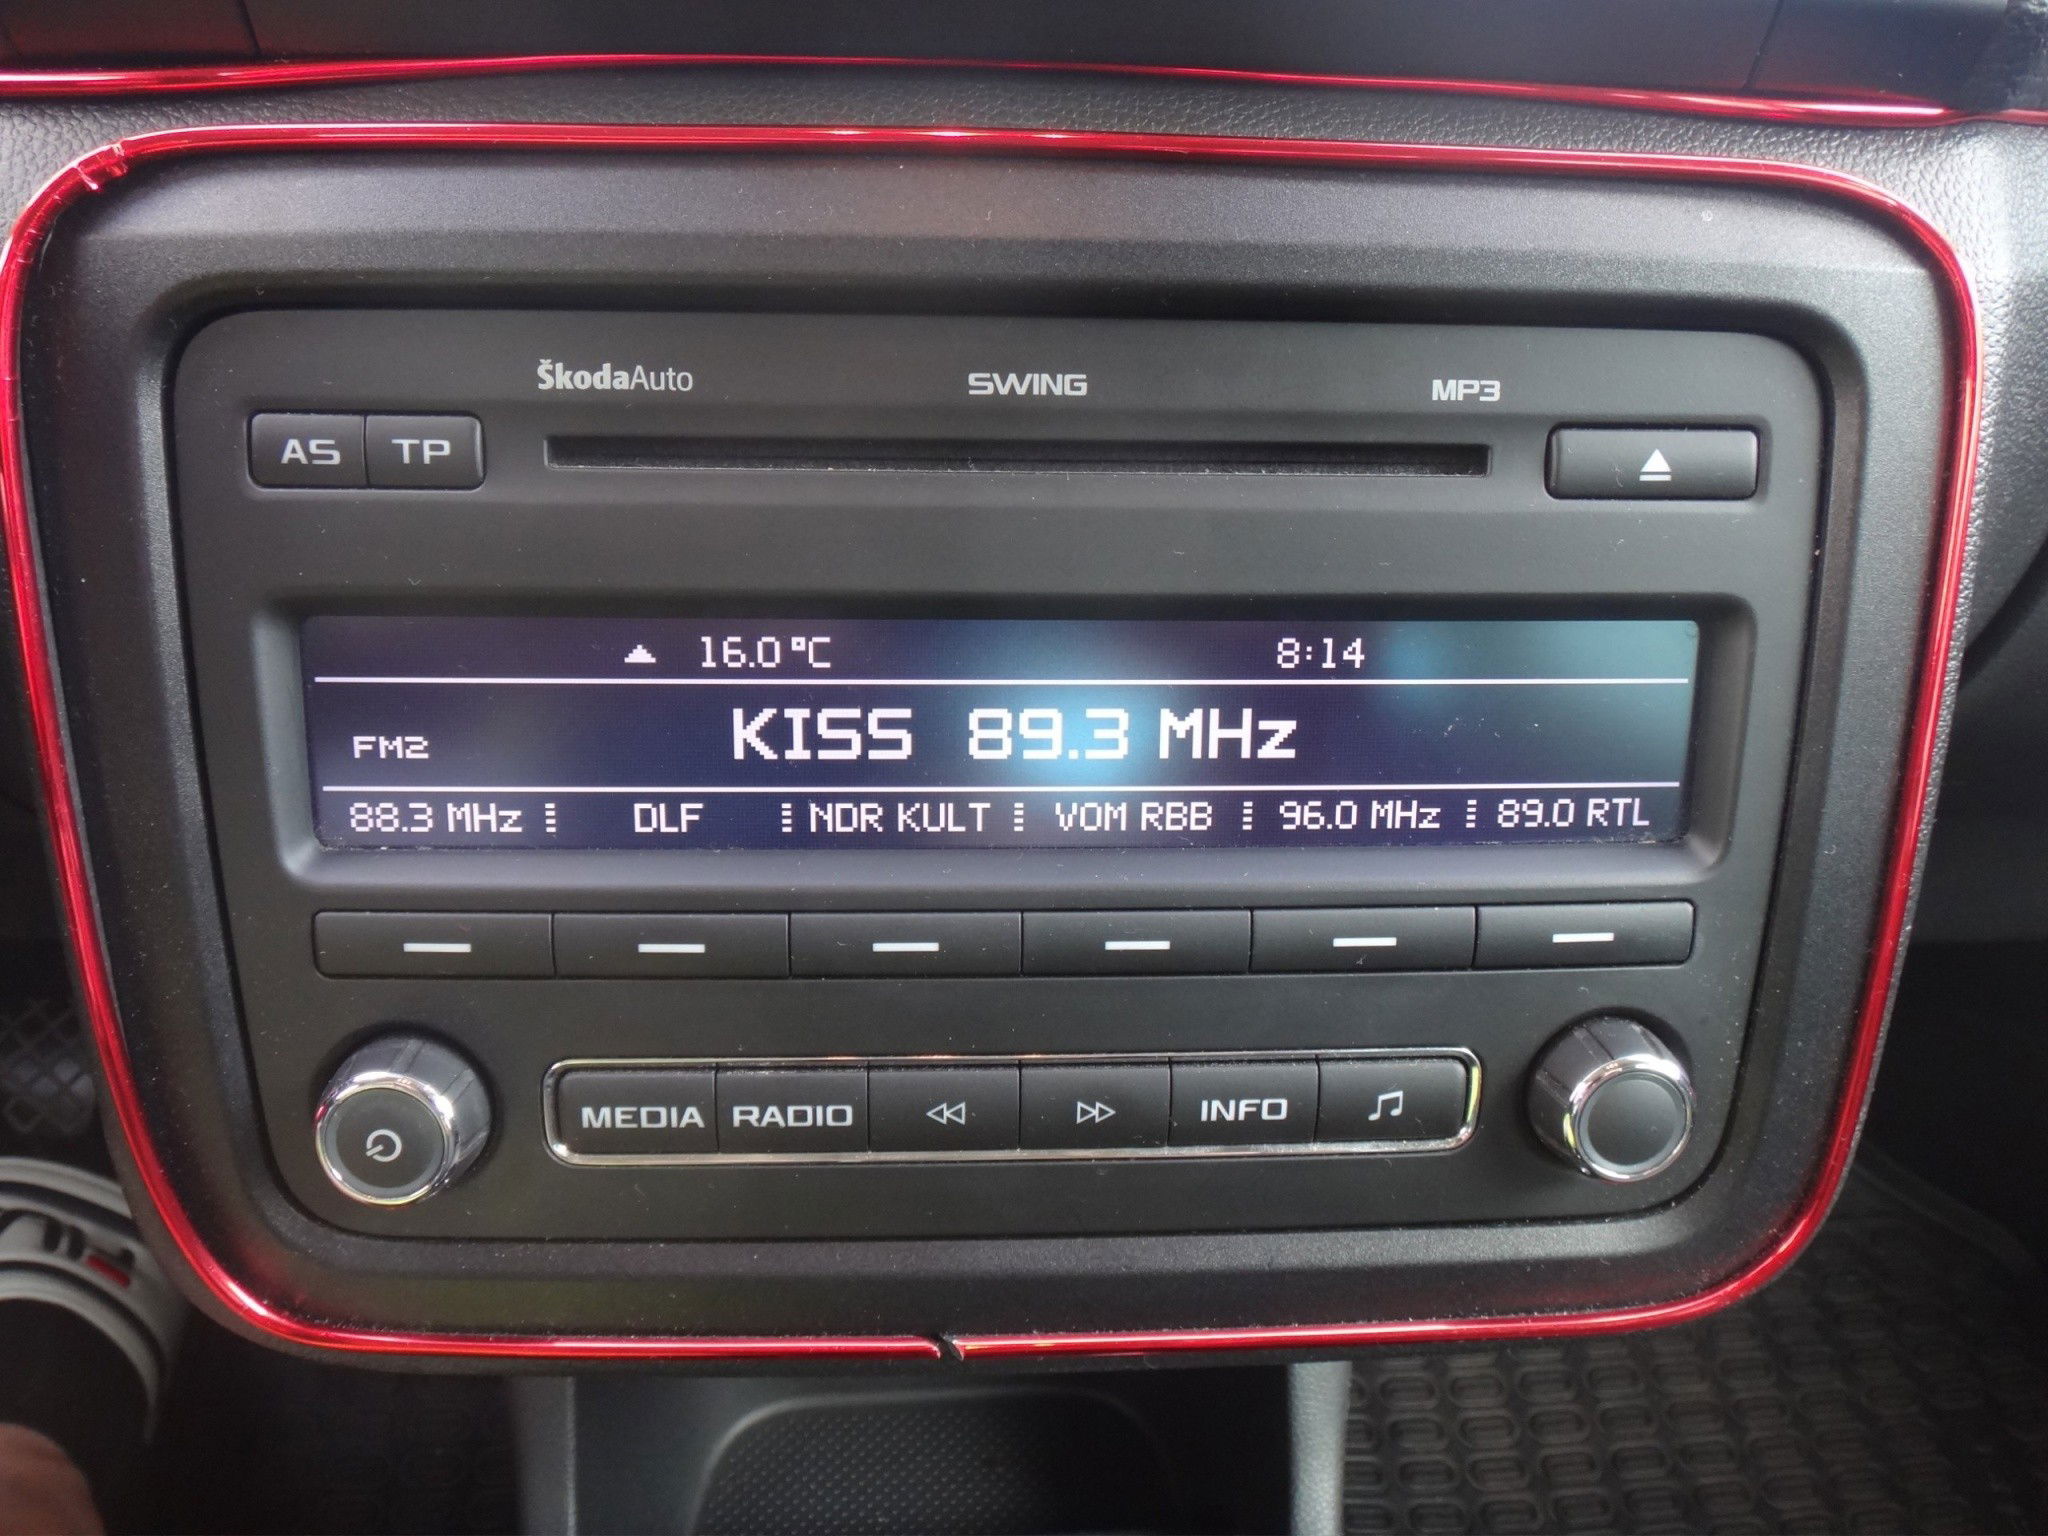 ŠkodaAuto SWING MP3
AS TP
16.0 °C 8:14
FM2 KISS 89.3 MHz
88.3 MHz DLF NDR KULT VOM RBB 96.0 MHz 89.0 RTL
MEDIA RADIO INFO